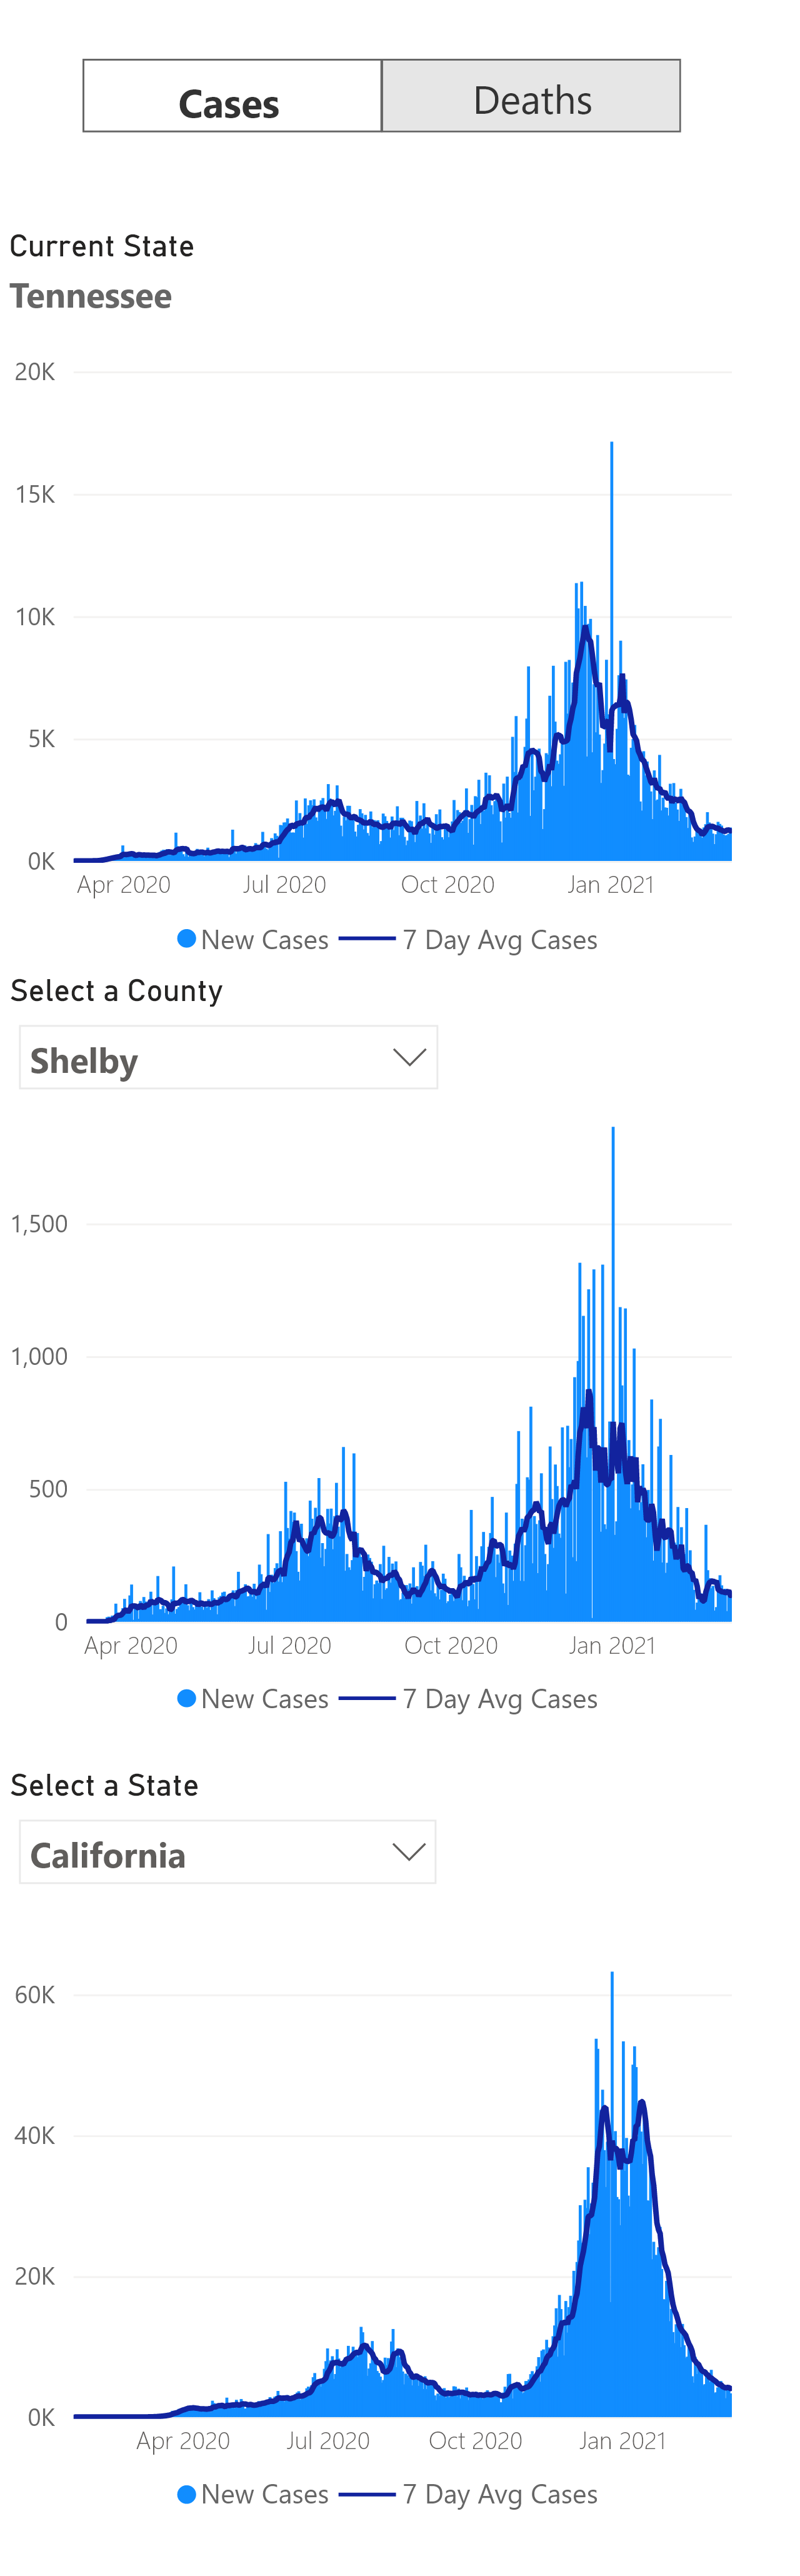 Cases Deaths
Current State
Tennessee
20K
15K
10K
5K
0K
Apr 2020 Jul 2020 Oct 2020 Jan 2021
New Cases 7 Day Avg Cases
Select a County
Shelby
1,500
1,000
500
0
Apr 2020 Jul 2020 Oct 2020 Jan 2021
New Cases 7 Day Avg Cases
Select a State
California
60K
40K
20K
0K
Apr 2020 Jul 2020 Oct 2020 Jan 2021
New Cases 7 Day Avg Cases